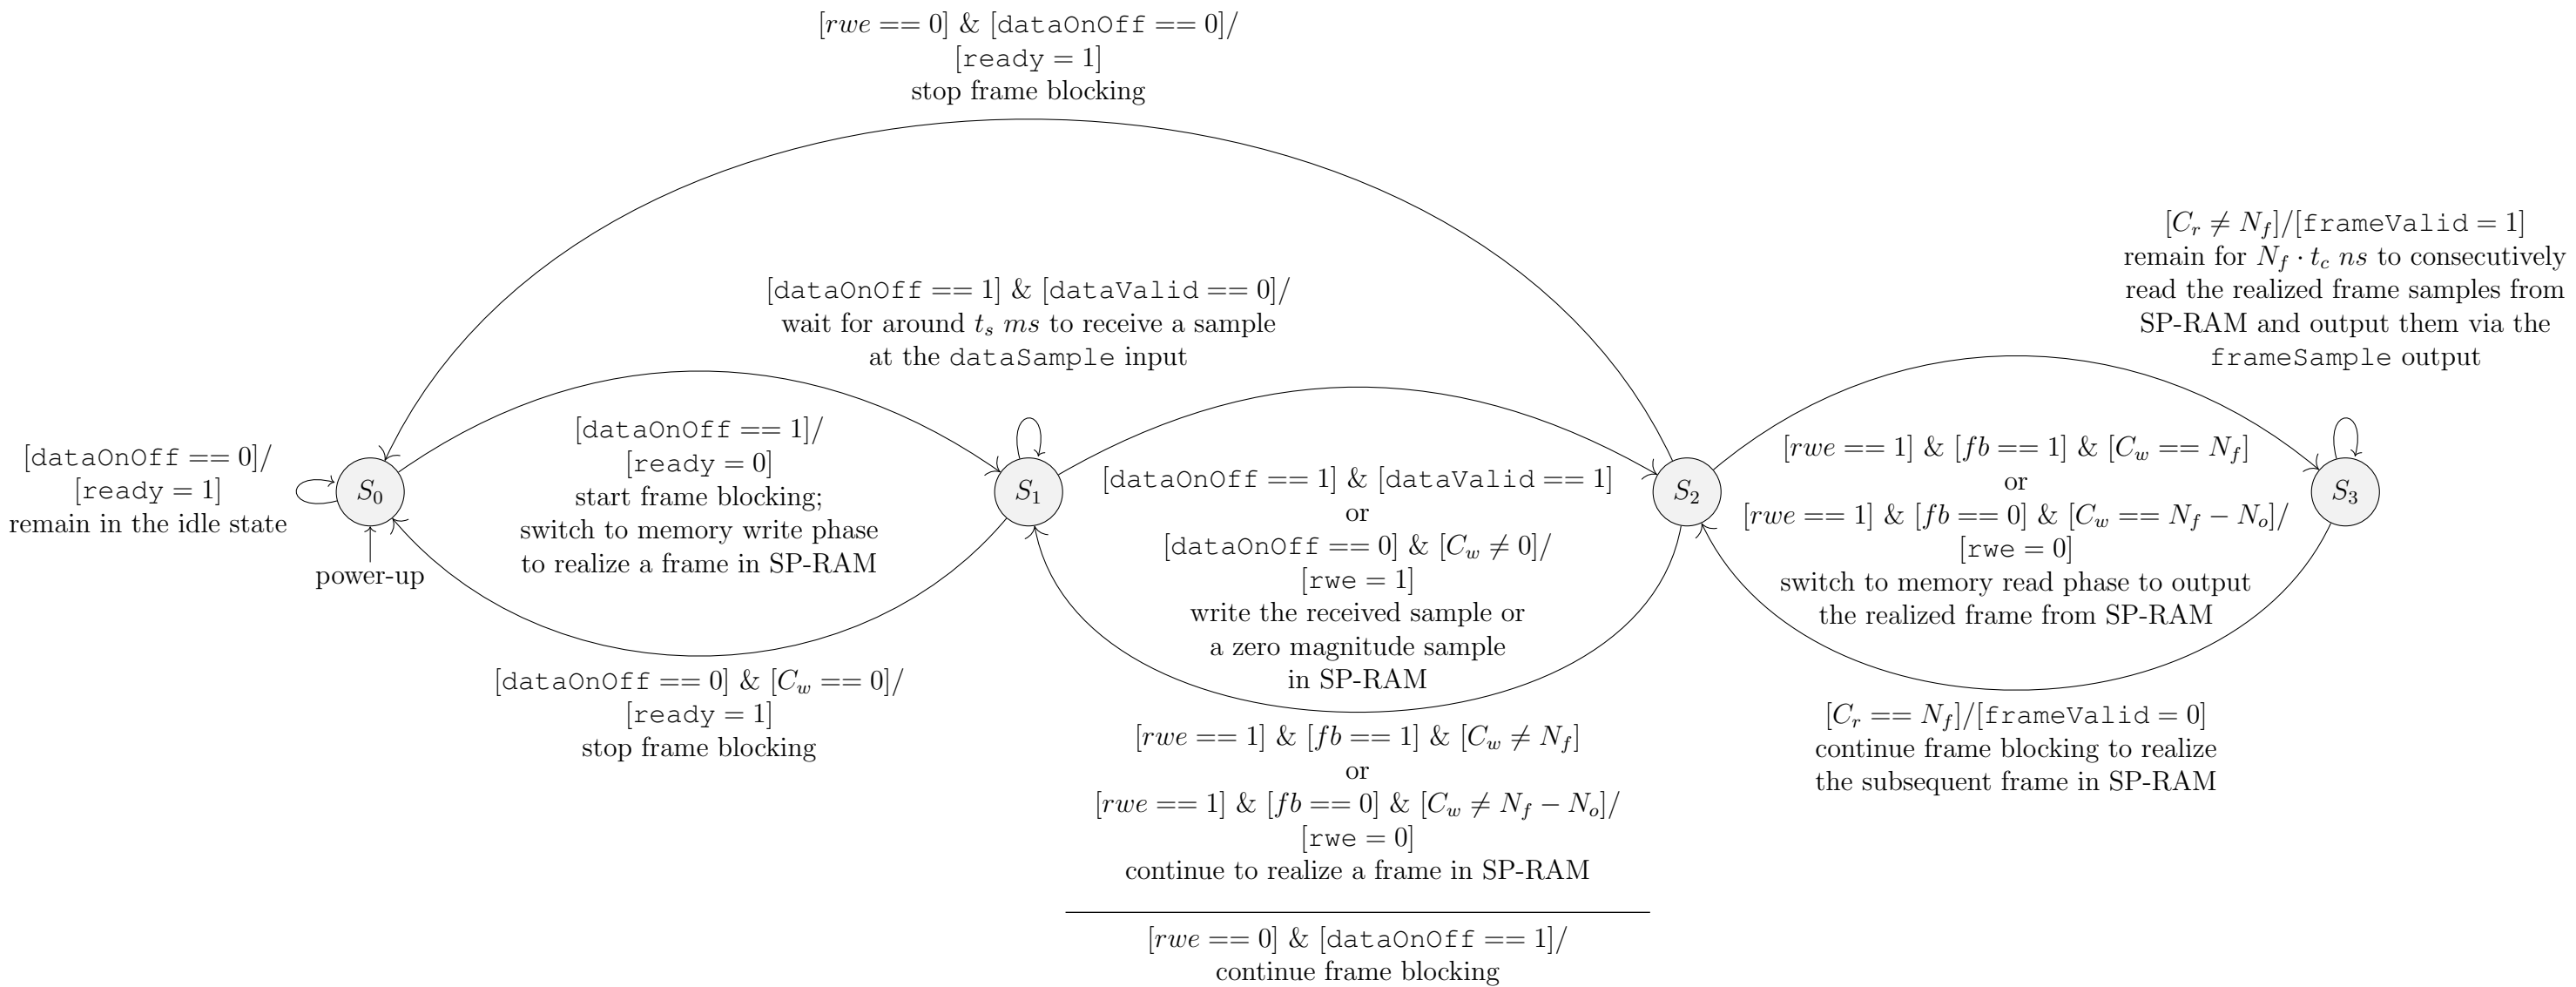 [rwe == 0] & [dataOnOff == 0]/
[ready = 1]
stop frame blocking
[C_r ≠ N_f]/[frameValid = 1]
remain for N_f · t_c ns to consecutively
read the realized frame samples from
SP-RAM and output them via the
frameSample output
[dataOnOff == 1] & [dataValid == 0]/
wait for around t_s ms to receive a sample
at the dataSample input
[dataOnOff == 0]/
[ready = 1]
remain in the idle state
S_0
power-up
[dataOnOff == 1]/
[ready = 0]
start frame blocking;
switch to memory write phase
to realize a frame in SP-RAM
S_1
[dataOnOff == 1] & [dataValid == 1]
or
[dataOnOff == 0] & [C_w ≠ 0]/
[rwe = 1]
write the received sample or
a zero magnitude sample
in SP-RAM
S_2
[rwe == 1] & [fb == 1] & [C_w == N_f]
or
[rwe == 1] & [fb == 0] & [C_w == N_f − N_o]/
[rwe = 0]
switch to memory read phase to output
the realized frame from SP-RAM
S_3
[dataOnOff == 0] & [C_w == 0]/
[ready = 1]
stop frame blocking
[rwe == 1] & [fb == 1] & [C_w ≠ N_f]
or
[rwe == 1] & [fb == 0] & [C_w ≠ N_f − N_o]/
[rwe = 0]
continue to realize a frame in SP-RAM
[rwe == 0] & [dataOnOff == 1]/
continue frame blocking
[C_r == N_f]/[frameValid = 0]
continue frame blocking to realize
the subsequent frame in SP-RAM